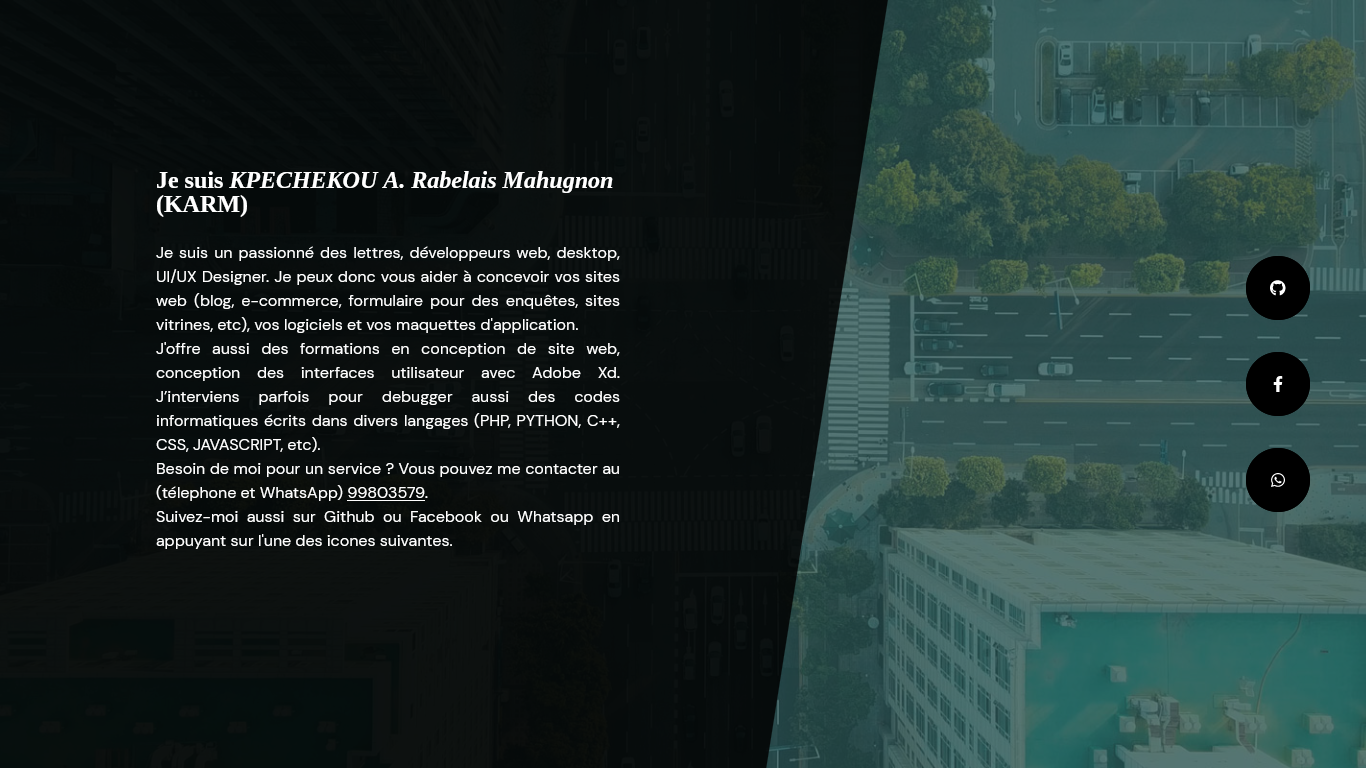 Je suis KPECHEKOU A. Rabelais Mahugnon
(KARM)
Je suis un passionné des lettres, développeurs web, desktop,
UI/UX Designer. Je peux donc vous aider à concevoir vos sites
web (blog, e-commerce, formulaire pour des enquêtes, sites
vitrines, etc), vos logiciels et vos maquettes d'application.
J'offre aussi des formations en conception de site web,
conception des interfaces utilisateur avec Adobe Xd.
J’interviens parfois pour debugger aussi des codes
informatiques écrits dans divers langages (PHP, PYTHON, C++,
CSS, JAVASCRIPT, etc).
Besoin de moi pour un service ? Vous pouvez me contacter au
(télephone et WhatsApp) 99803579.
Suivez-moi aussi sur Github ou Facebook ou Whatsapp en
appuyant sur l'une des icones suivantes.